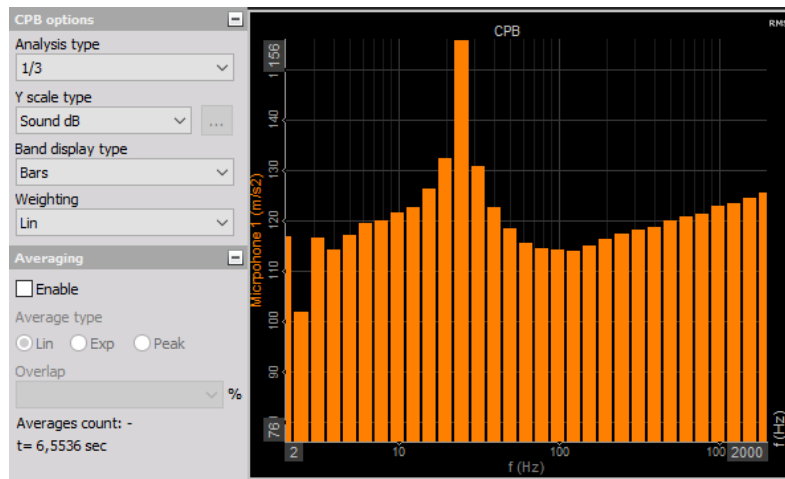 CPB options
Analysis type
1/3
Y scale type
Sound dB
...
Band display type
Bars
Weighting
Lin
Averaging
Enable
Average type
Lin Exp Peak
Overlap
%
Averages count: -
t= 6,5536 sec
CPB
RMS
156
140
130
120
110
100
90
76
Micrpohone 1 (m/s2)
2 10 100 2000
f (Hz)
f (Hz)